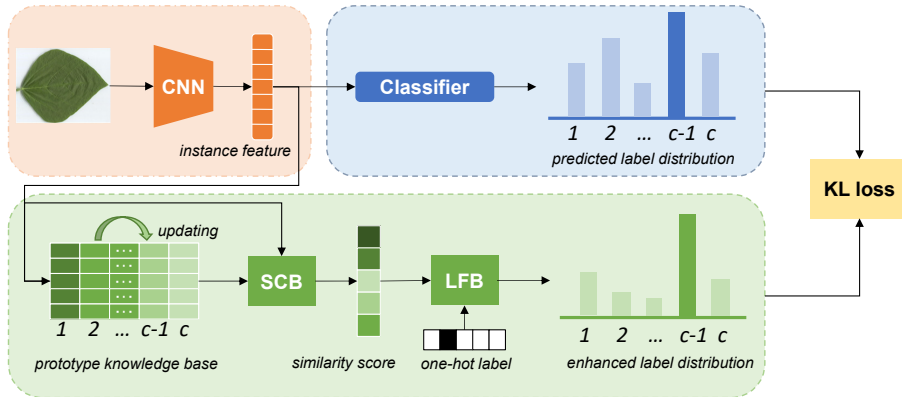 CNN
instance feature
Classifier
1 2 ... c-1 c
predicted label distribution
KL loss
updating
... 
...
...
...
...
1 2 ... c-1 c
prototype knowledge base
SCB
similarity score
LFB
one-hot label
1 2 ... c-1 c
enhanced label distribution